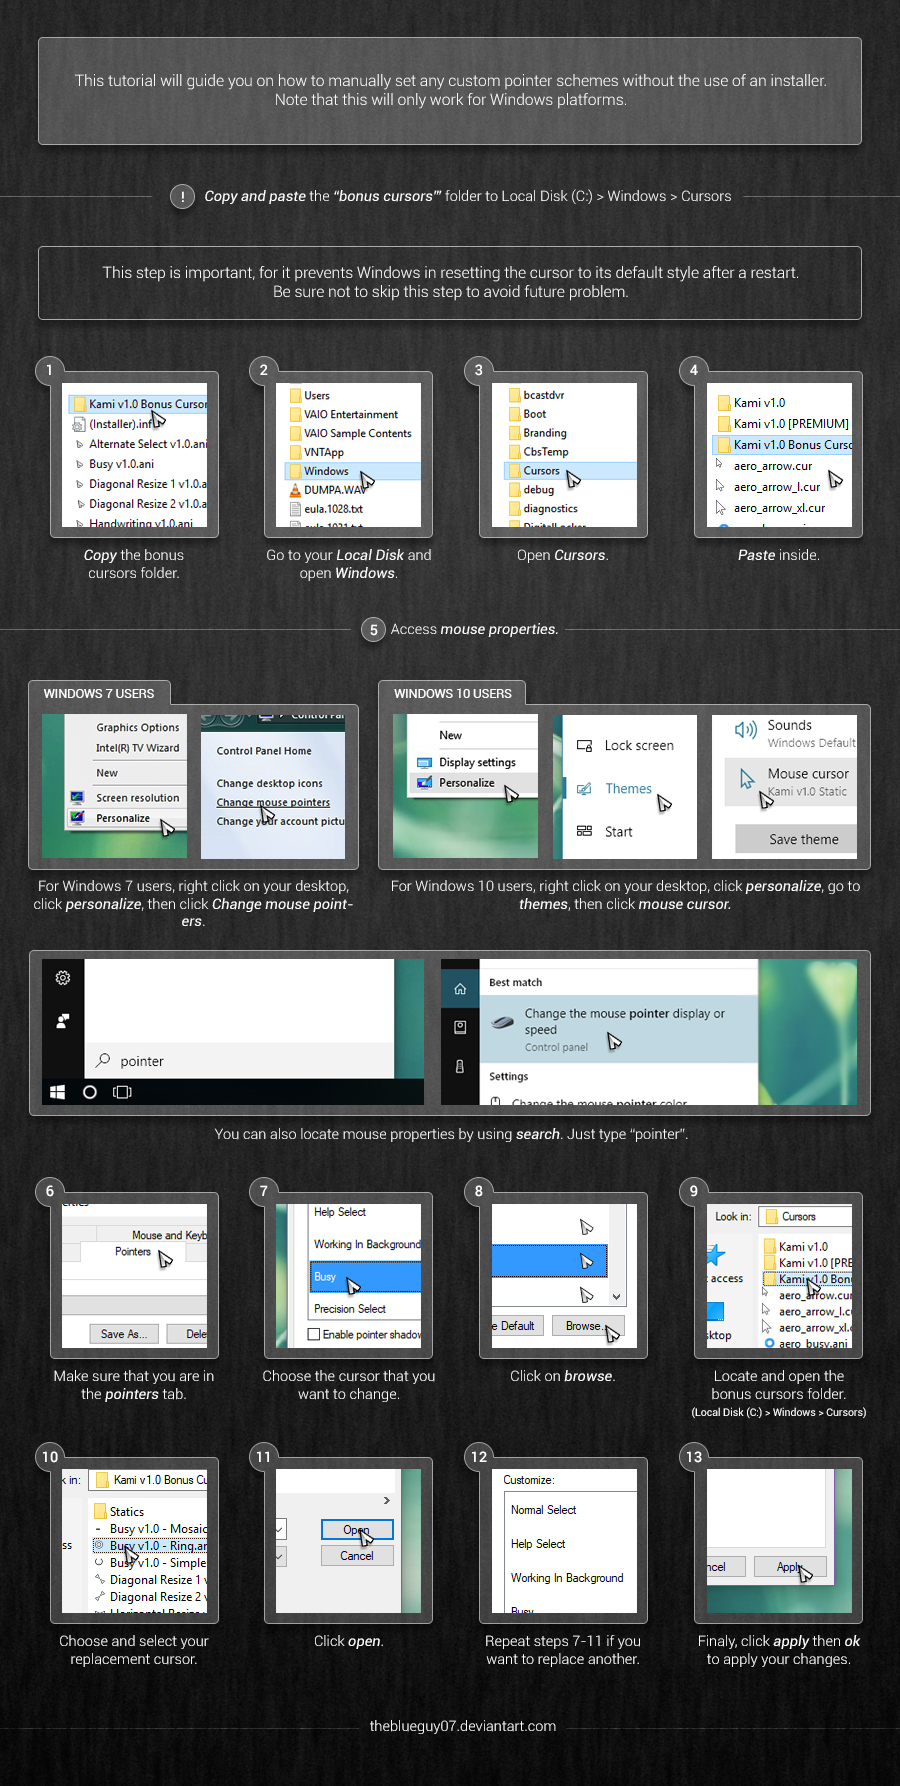 This tutorial will guide you on how to manually set any custom pointer schemes without the use of an installer.
Note that this will only work for Windows platforms.
! Copy and paste the “bonus cursors’” folder to Local Disk (C:) > Windows > Cursors
This step is important, for it prevents Windows in resetting the cursor to its default style after a restart.
Be sure not to skip this step to avoid future problem.
1
Kami v1.0 Bonus Cursor
(Installer).inf
Alternate Select v1.0.ani
Busy v1.0.ani
Diagonal Resize 1 v1.0.a
Diagonal Resize 2 v1.0.a
Handwriting v1.0.ani
Copy the bonus
cursors folder.
2
Users
VAIO Entertainment
VAIO Sample Contents
VNTApp
Windows
DUMPA.WAV
eula.1028.txt
eula.1031.txt
Go to your Local Disk and
open Windows.
3
bcastdvr
Boot
Branding
CbsTemp
Cursors
debug
diagnostics
DigitalLocker
Open Cursors.
4
Kami v1.0
Kami v1.0 [PREMIUM]
Kami v1.0 Bonus Curso
aero_arrow.cur
aero_arrow_l.cur
aero_arrow_xl.cur
Paste inside.
5 Access mouse properties.
WINDOWS 7 USERS
Graphics Options
Intel(R) TV Wizard
New
Screen resolution
Personalize
Control Pa
Control Panel Home
Change desktop icons
Change mouse pointers
Change your account pictu
For Windows 7 users, right click on your desktop,
click personalize, then click Change mouse point-
ers.
WINDOWS 10 USERS
New
Display settings
Personalize
Lock screen
Themes
Start
Sounds
Windows Default
Mouse cursor
Kami v1.0 Static
Save theme
For Windows 10 users, right click on your desktop, click personalize, go to
themes, then click mouse cursor.
pointer
Best match
Change the mouse pointer display or
speed
Control panel
Settings
Change the mouse pointer color
You can also locate mouse properties by using search. Just type “pointer”.
6
erties
Mouse and Keyb
Pointers
Save As...
Dele
Make sure that you are in
the pointers tab.
7
Help Select
Working In Background
Busy
Precision Select
Enable pointer shadow
Choose the cursor that you
want to change.
8
e Default
Browse...
Click on browse.
9
Look in:
Cursors
Kami v1.0
Kami v1.0 [PRE
Kami v1.0 Bonu
aero_arrow.cur
aero_arrow_l.cu
aero_arrow_xl.c
aero_busy.ani
access
sktop
Locate and open the
bonus cursors folder.
(Local Disk (C:) > Windows > Cursors)
10
k in:
Kami v1.0 Bonus Cu
Statics
Busy v1.0 - Mosaic
Busy v1.0 - Ring.an
Busy v1.0 - Simple
Diagonal Resize 1 v
Diagonal Resize 2 v
Horizontal Resize v
ss
Choose and select your
replacement cursor.
11
Open
Cancel
Click open.
12
Customize:
Normal Select
Help Select
Working In Background
Busy
Repeat steps 7-11 if you
want to replace another.
13
ncel
Apply
Finaly, click apply then ok
to apply your changes.
theblueguy07.deviantart.com